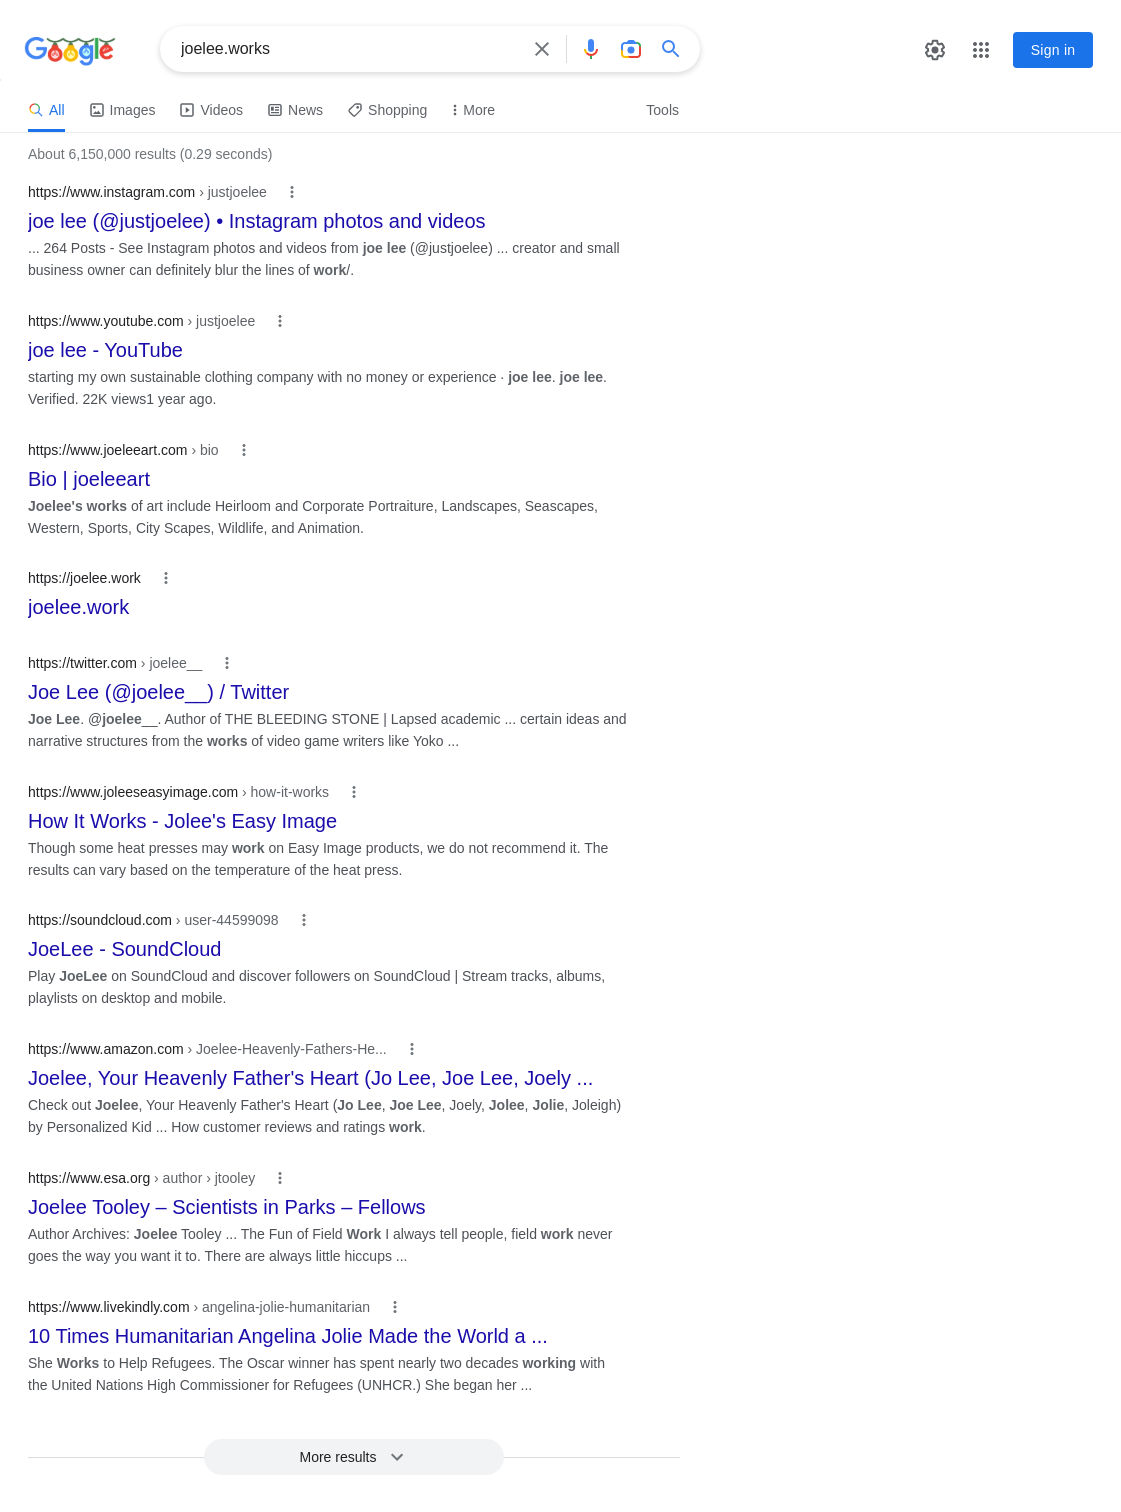 Google
joelee.works
Sign in
All Images Videos News Shopping More Tools
About 6,150,000 results (0.29 seconds)
https://www.instagram.com › justjoelee
joe lee (@justjoelee) • Instagram photos and videos
... 264 Posts - See Instagram photos and videos from joe lee (@justjoelee) ... creator and small
business owner can definitely blur the lines of work/.
https://www.youtube.com › justjoelee
joe lee - YouTube
starting my own sustainable clothing company with no money or experience · joe lee. joe lee.
Verified. 22K views1 year ago.
https://www.joeleeart.com › bio
Bio | joeleeart
Joelee's works of art include Heirloom and Corporate Portraiture, Landscapes, Seascapes,
Western, Sports, City Scapes, Wildlife, and Animation.
https://joelee.work
joelee.work
https://twitter.com › joelee__
Joe Lee (@joelee__) / Twitter
Joe Lee. @joelee__. Author of THE BLEEDING STONE | Lapsed academic ... certain ideas and
narrative structures from the works of video game writers like Yoko ...
https://www.joleeseasyimage.com › how-it-works
How It Works - Jolee's Easy Image
Though some heat presses may work on Easy Image products, we do not recommend it. The
results can vary based on the temperature of the heat press.
https://soundcloud.com › user-44599098
JoeLee - SoundCloud
Play JoeLee on SoundCloud and discover followers on SoundCloud | Stream tracks, albums,
playlists on desktop and mobile.
https://www.amazon.com › Joelee-Heavenly-Fathers-He...
Joelee, Your Heavenly Father's Heart (Jo Lee, Joe Lee, Joely ...
Check out Joelee, Your Heavenly Father's Heart (Jo Lee, Joe Lee, Joely, Jolee, Jolie, Joleigh)
by Personalized Kid ... How customer reviews and ratings work.
https://www.esa.org › author › jtooley
Joelee Tooley – Scientists in Parks – Fellows
Author Archives: Joelee Tooley ... The Fun of Field Work I always tell people, field work never
goes the way you want it to. There are always little hiccups ...
https://www.livekindly.com › angelina-jolie-humanitarian
10 Times Humanitarian Angelina Jolie Made the World a ...
She Works to Help Refugees. The Oscar winner has spent nearly two decades working with
the United Nations High Commissioner for Refugees (UNHCR.) She began her ...
More results